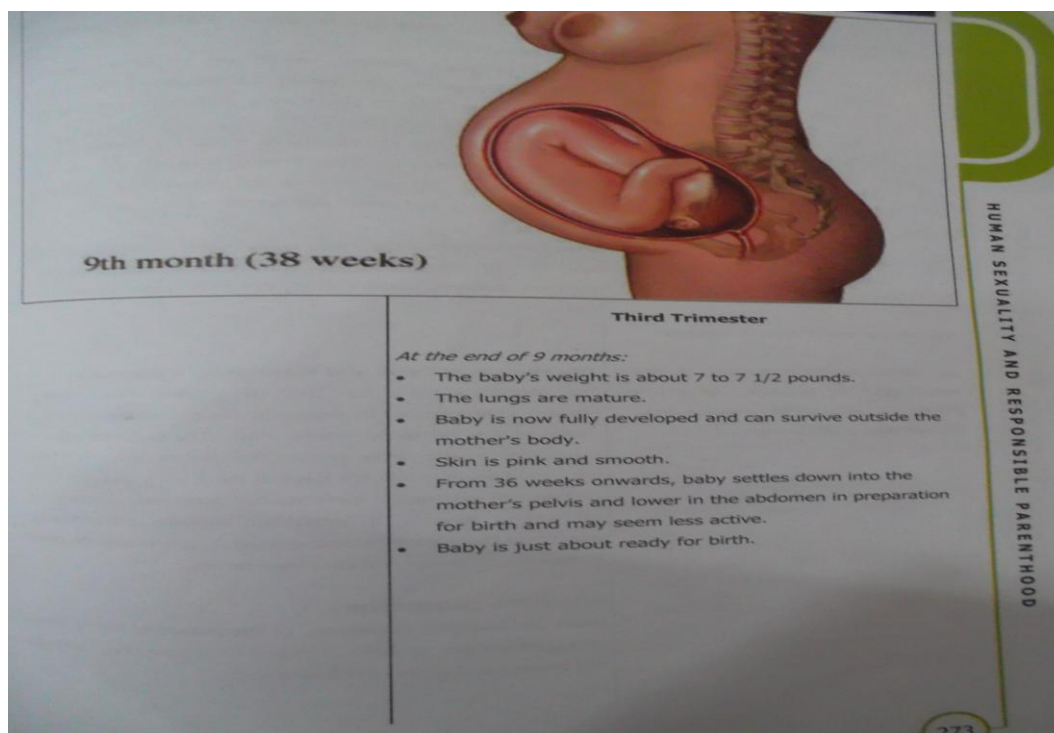 9th month (38 weeks)
Third Trimester
At the end of 9 months:
• The baby's weight is about 7 to 7 1/2 pounds.
• The lungs are mature.
• Baby is now fully developed and can survive outside the
mother's body.
• Skin is pink and smooth.
• From 36 weeks onwards, baby settles down into the
mother's pelvis and lower in the abdomen in preparation
for birth and may seem less active.
• Baby is just about ready for birth.
HUMAN SEXUALITY AND RESPONSIBLE PARENTHOOD
273